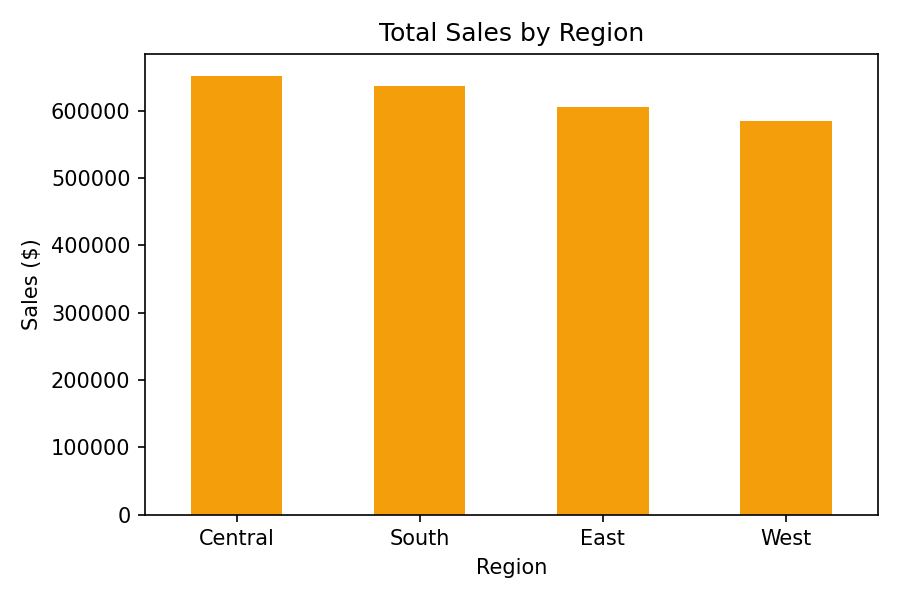 Total Sales by Region
Sales ($)
600000
500000
400000
300000
200000
100000
0
Central South East West
Region